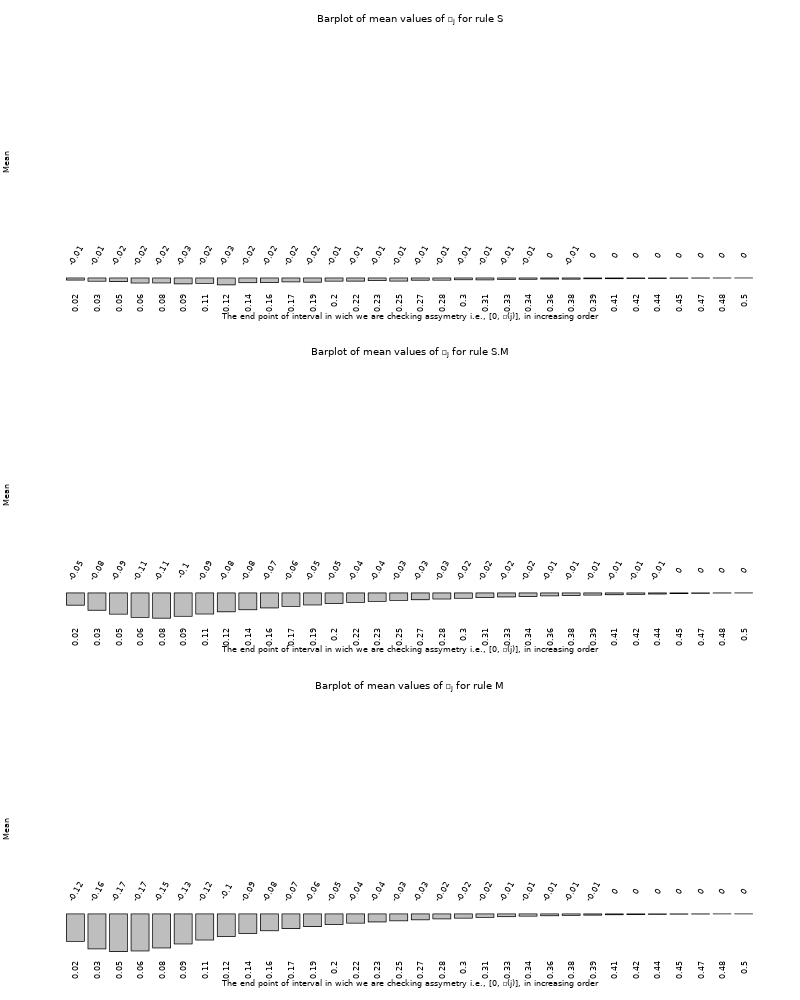 Barplot of mean values of □j for rule S
Mean
-0.01 -0.01 -0.02 -0.02 -0.02 -0.03 -0.02 -0.03 -0.02 -0.02 -0.02 -0.02 -0.01 -0.01 -0.01 -0.01 -0.01 -0.01 -0.01 -0.01 -0.01 -0.01 0 -0.01 0 0 0 0 0 0 0 0
0.02 0.03 0.05 0.06 0.08 0.09 0.11 0.12 0.14 0.16 0.17 0.19 0.2 0.22 0.23 0.25 0.27 0.28 0.3 0.31 0.33 0.34 0.36 0.38 0.39 0.41 0.42 0.44 0.45 0.47 0.48 0.5
The end point of interval in wich we are checking assymetry i.e., [0, □(j)], in increasing order
Barplot of mean values of □j for rule S.M
Mean
-0.05 -0.08 -0.09 -0.11 -0.11 -0.1 -0.09 -0.08 -0.08 -0.07 -0.06 -0.05 -0.05 -0.04 -0.04 -0.03 -0.03 -0.03 -0.02 -0.02 -0.02 -0.02 -0.01 -0.01 -0.01 -0.01 -0.01 -0.01 0 0 0 0
0.02 0.03 0.05 0.06 0.08 0.09 0.11 0.12 0.14 0.16 0.17 0.19 0.2 0.22 0.23 0.25 0.27 0.28 0.3 0.31 0.33 0.34 0.36 0.38 0.39 0.41 0.42 0.44 0.45 0.47 0.48 0.5
The end point of interval in wich we are checking assymetry i.e., [0, □(j)], in increasing order
Barplot of mean values of □j for rule M
Mean
-0.12 -0.16 -0.17 -0.17 -0.15 -0.13 -0.12 -0.1 -0.09 -0.08 -0.07 -0.06 -0.05 -0.04 -0.04 -0.03 -0.03 -0.02 -0.02 -0.02 -0.01 -0.01 -0.01 -0.01 -0.01 0 0 0 0 0 0 0
0.02 0.03 0.05 0.06 0.08 0.09 0.11 0.12 0.14 0.16 0.17 0.19 0.2 0.22 0.23 0.25 0.27 0.28 0.3 0.31 0.33 0.34 0.36 0.38 0.39 0.41 0.42 0.44 0.45 0.47 0.48 0.5
The end point of interval in wich we are checking assymetry i.e., [0, □(j)], in increasing order